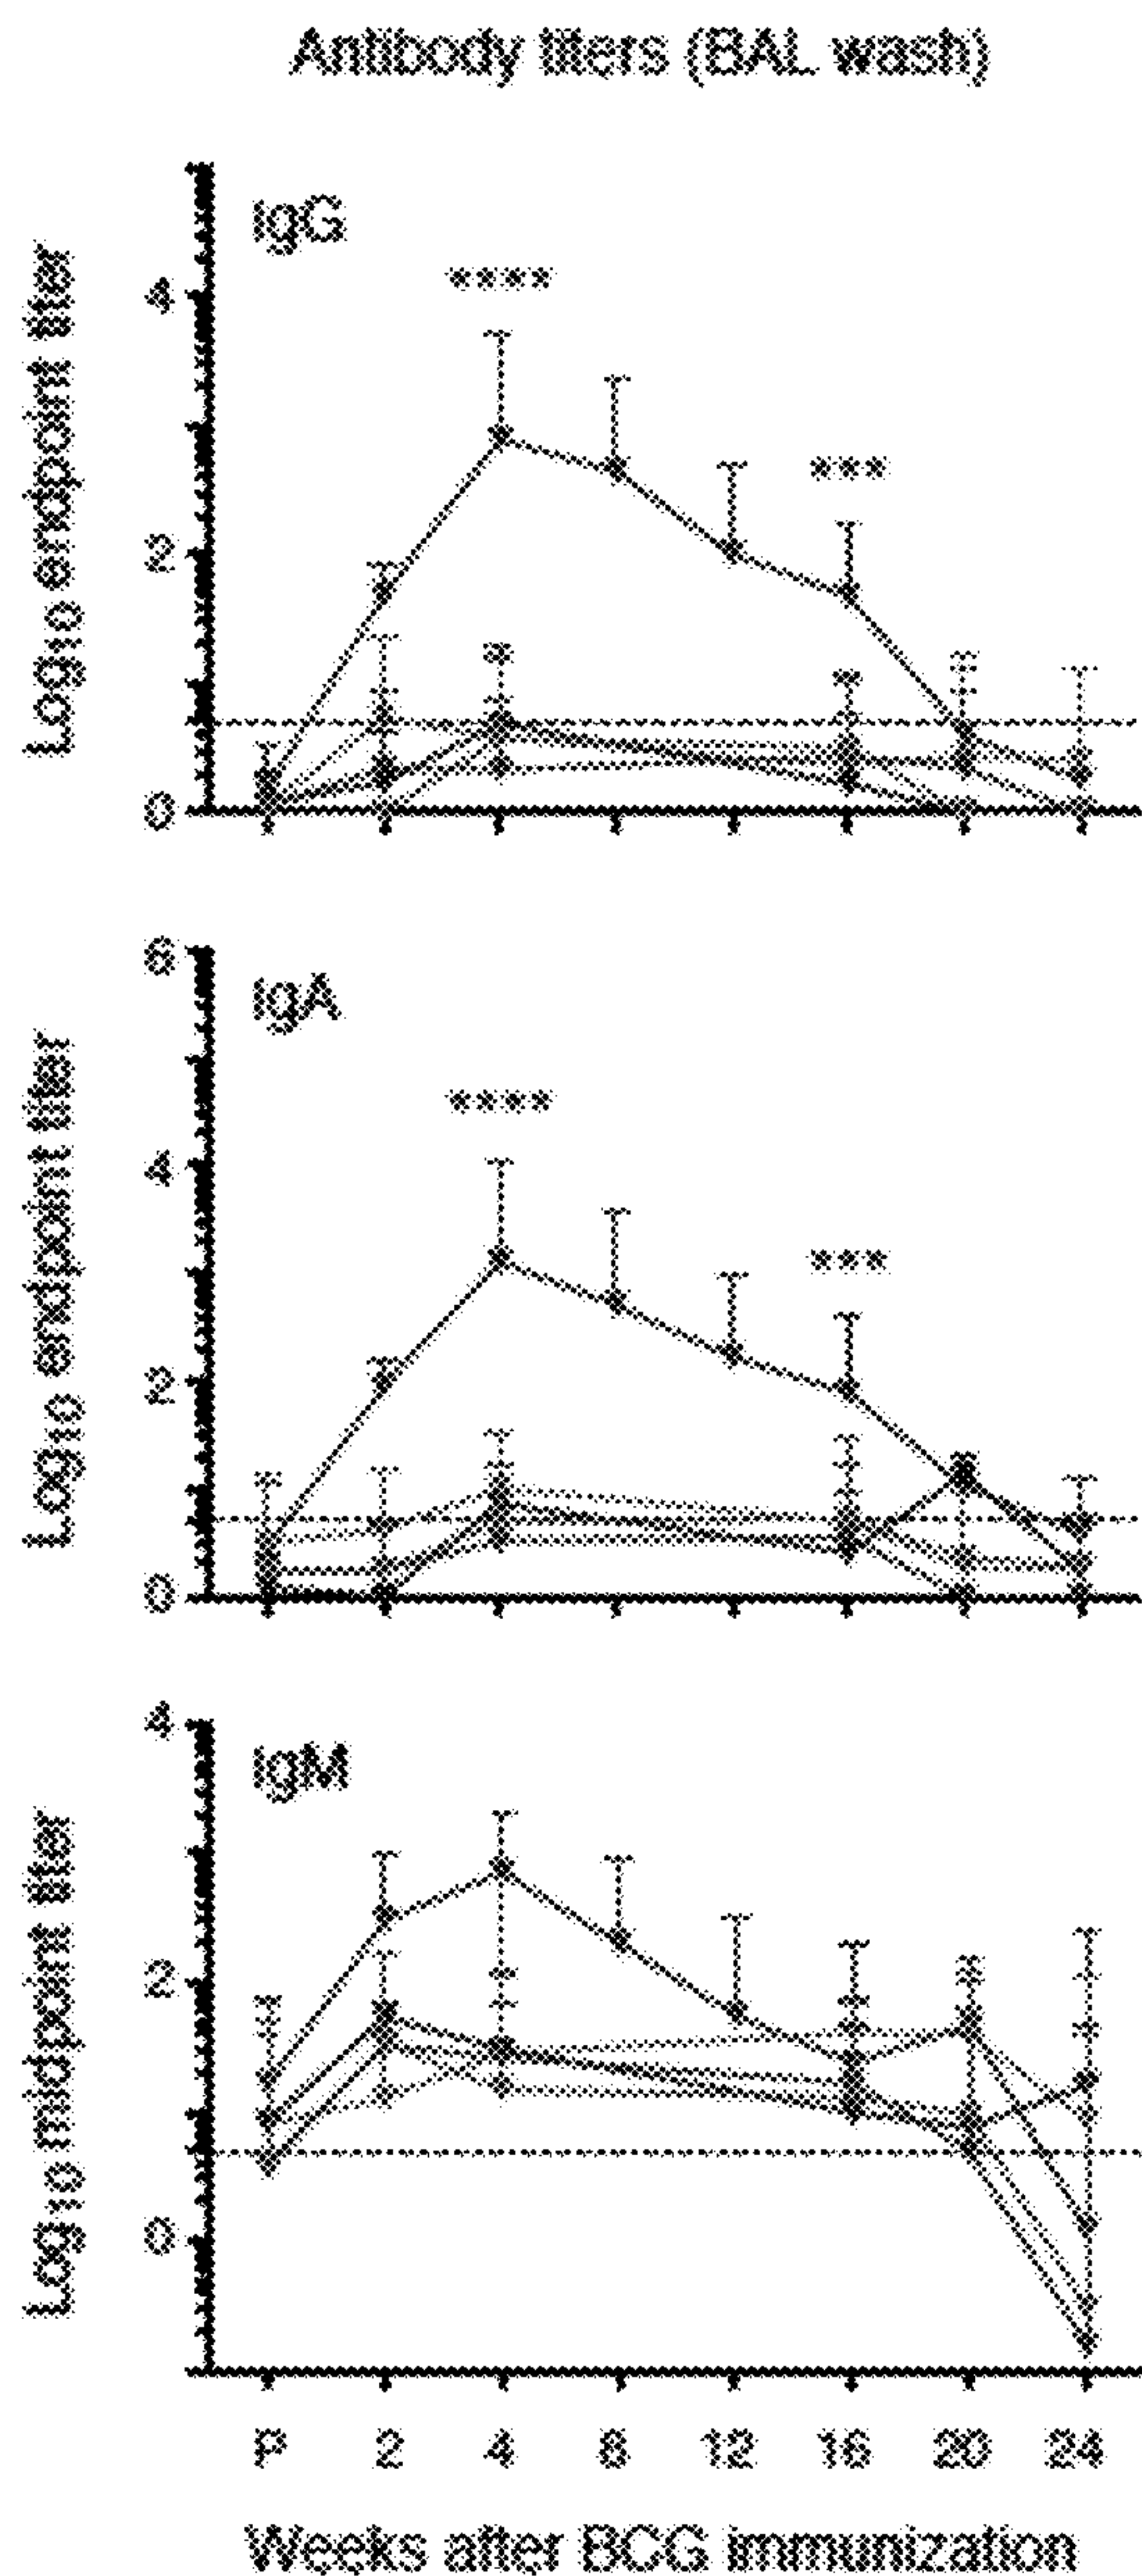 Antibody titers (BAL wash)
IgG
****
4
***
2
0
Log10 endpoint titer
6
IgA
****
4
***
2
0
Log10 endpoint titer
4
IgM
2
0
Log10 midpoint titer
P 2 4 8 12 16 20 24
Weeks after BCG immunization